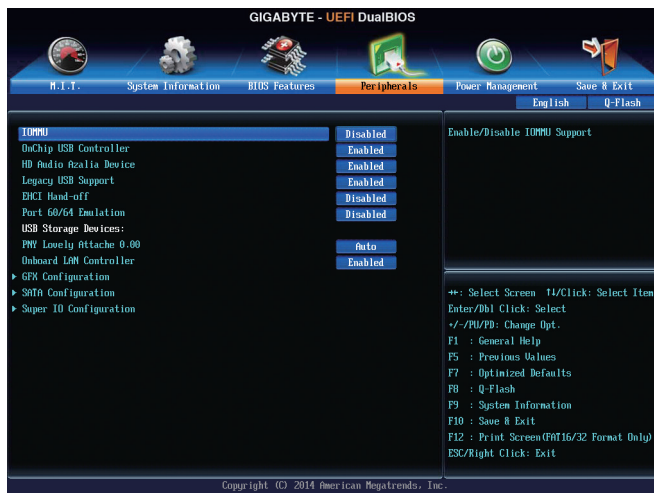 GIGABYTE - UEFI DualBIOS
M.I.T.
System Information
BIOS Features
Peripherals
Power Management
Save & Exit
English
Q-Flash
IOMMU Disabled
OnChip USB Controller Enabled
HD Audio Azalia Device Enabled
Legacy USB Support Enabled
EHCI Hand-off Disabled
Port 60/64 Emulation Disabled
USB Storage Devices:
PNY Lovely Attache 0.00 Auto
Onboard LAN Controller Enabled
GFX Configuration
SATA Configuration
Super IO Configuration
Enable/Disable IOMMU Support
↔: Select Screen ↑↓/Click: Select Item
Enter/Dbl Click: Select
+/-/PU/PD: Change Opt.
F1 : General Help
F5 : Previous Values
F7 : Optimized Defaults
F8 : Q-Flash
F9 : System Information
F10 : Save & Exit
F12 : Print Screen(FAT16/32 Format Only)
ESC/Right Click: Exit
Copyright (C) 2014 American Megatrends, Inc.